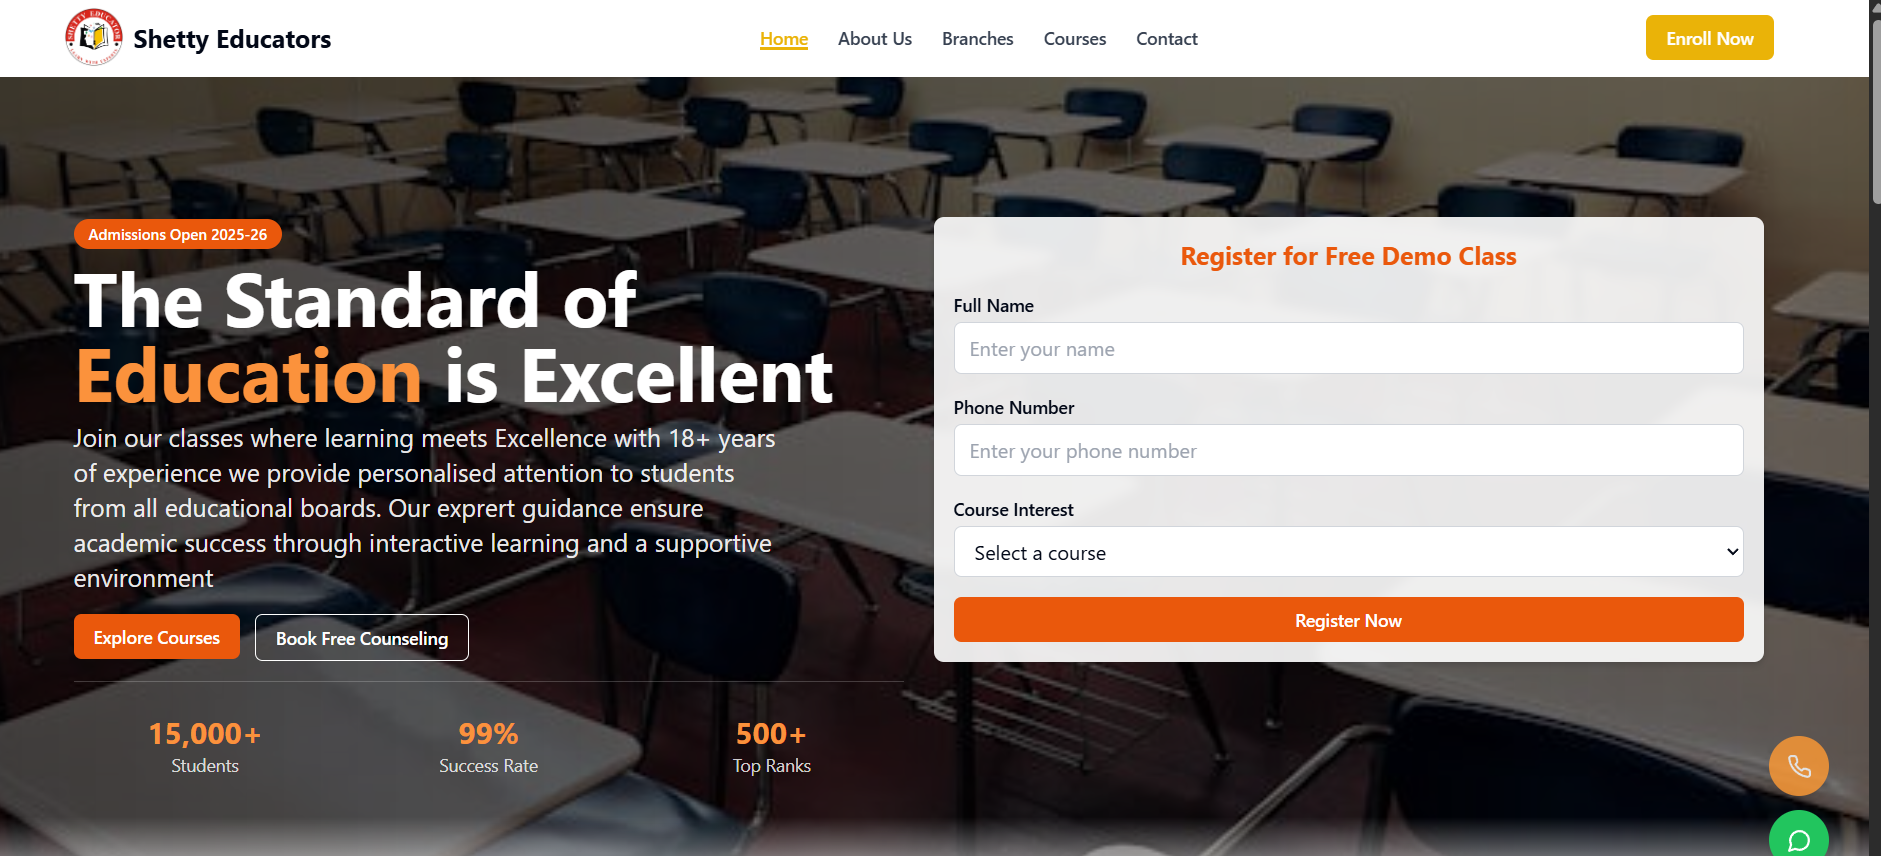 SHETTY EDUCATOR
Shetty Educators
Home
About Us
Branches
Courses
Contact
Enroll Now
Admissions Open 2025-26
The Standard of
Education is Excellent
Join our classes where learning meets Excellence with 18+ years
of experience we provide personalised attention to students
from all educational boards. Our exprert guidance ensure
academic success through interactive learning and a supportive
environment
Explore Courses
Book Free Counseling
15,000+
Students
99%
Success Rate
500+
Top Ranks
Register for Free Demo Class
Full Name
Enter your name
Phone Number
Enter your phone number
Course Interest
Select a course
Register Now